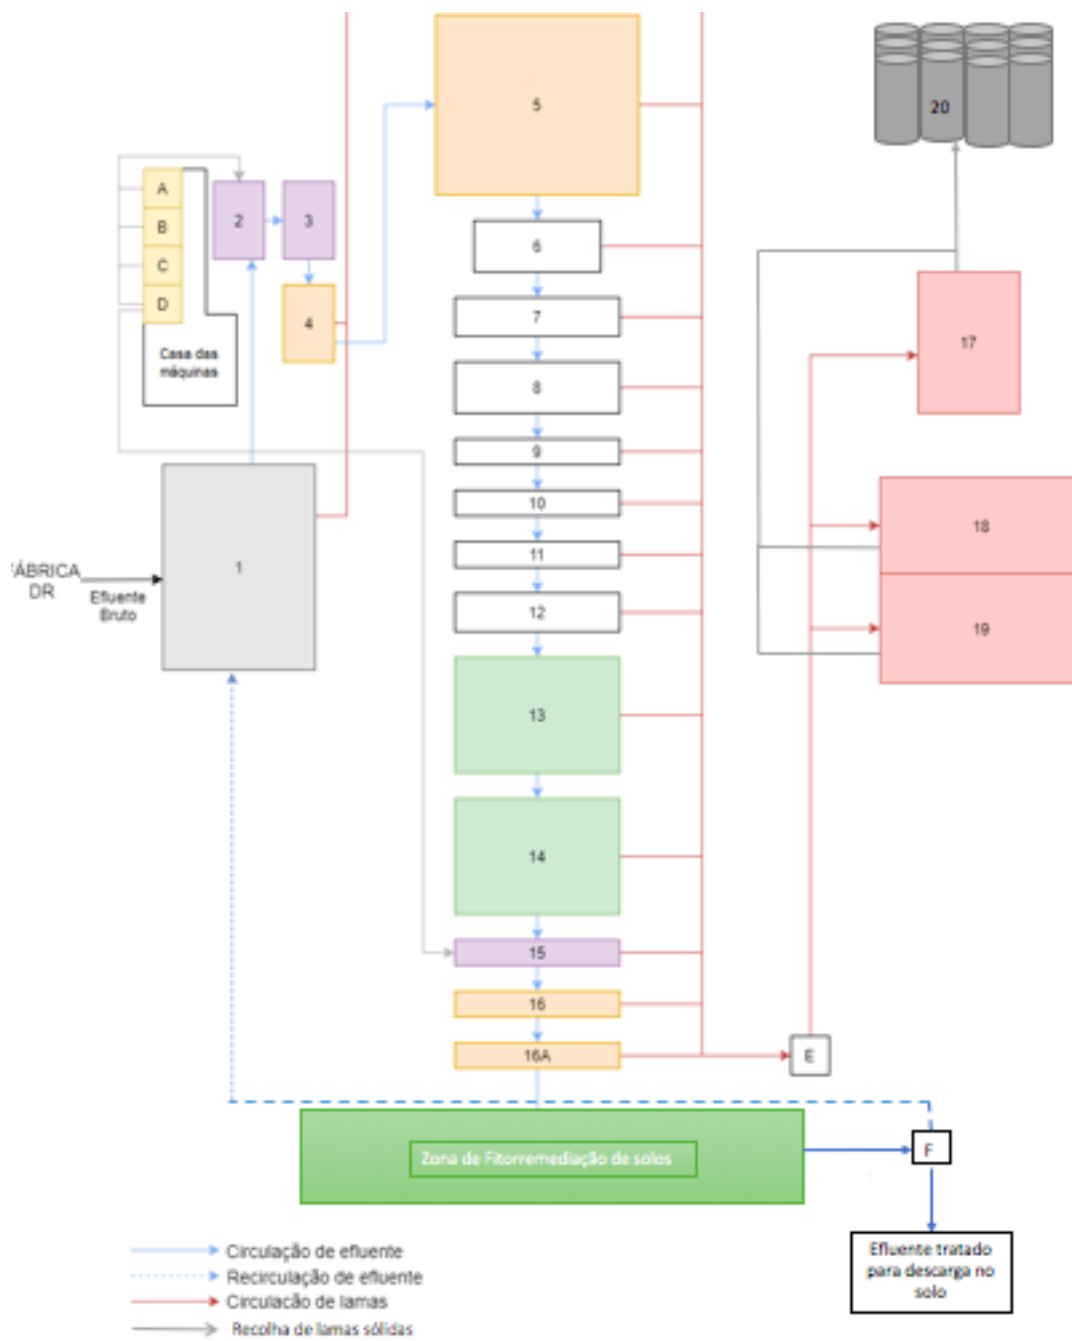 5
20
A
B
C
D
2
3
4
Casa das
máquinas
6
7
8
9
10
11
12
13
14
15
16
16A
17
18
19
1
ÁBRICA
DR
Efluente
Bruto
E
F
Zona de Fitorremediação de solos
Efluente tratado
para descarga no
solo
Circulação de efluente
Recirculação de efluente
Circulacão de lamas
Recolha de lamas sólidas